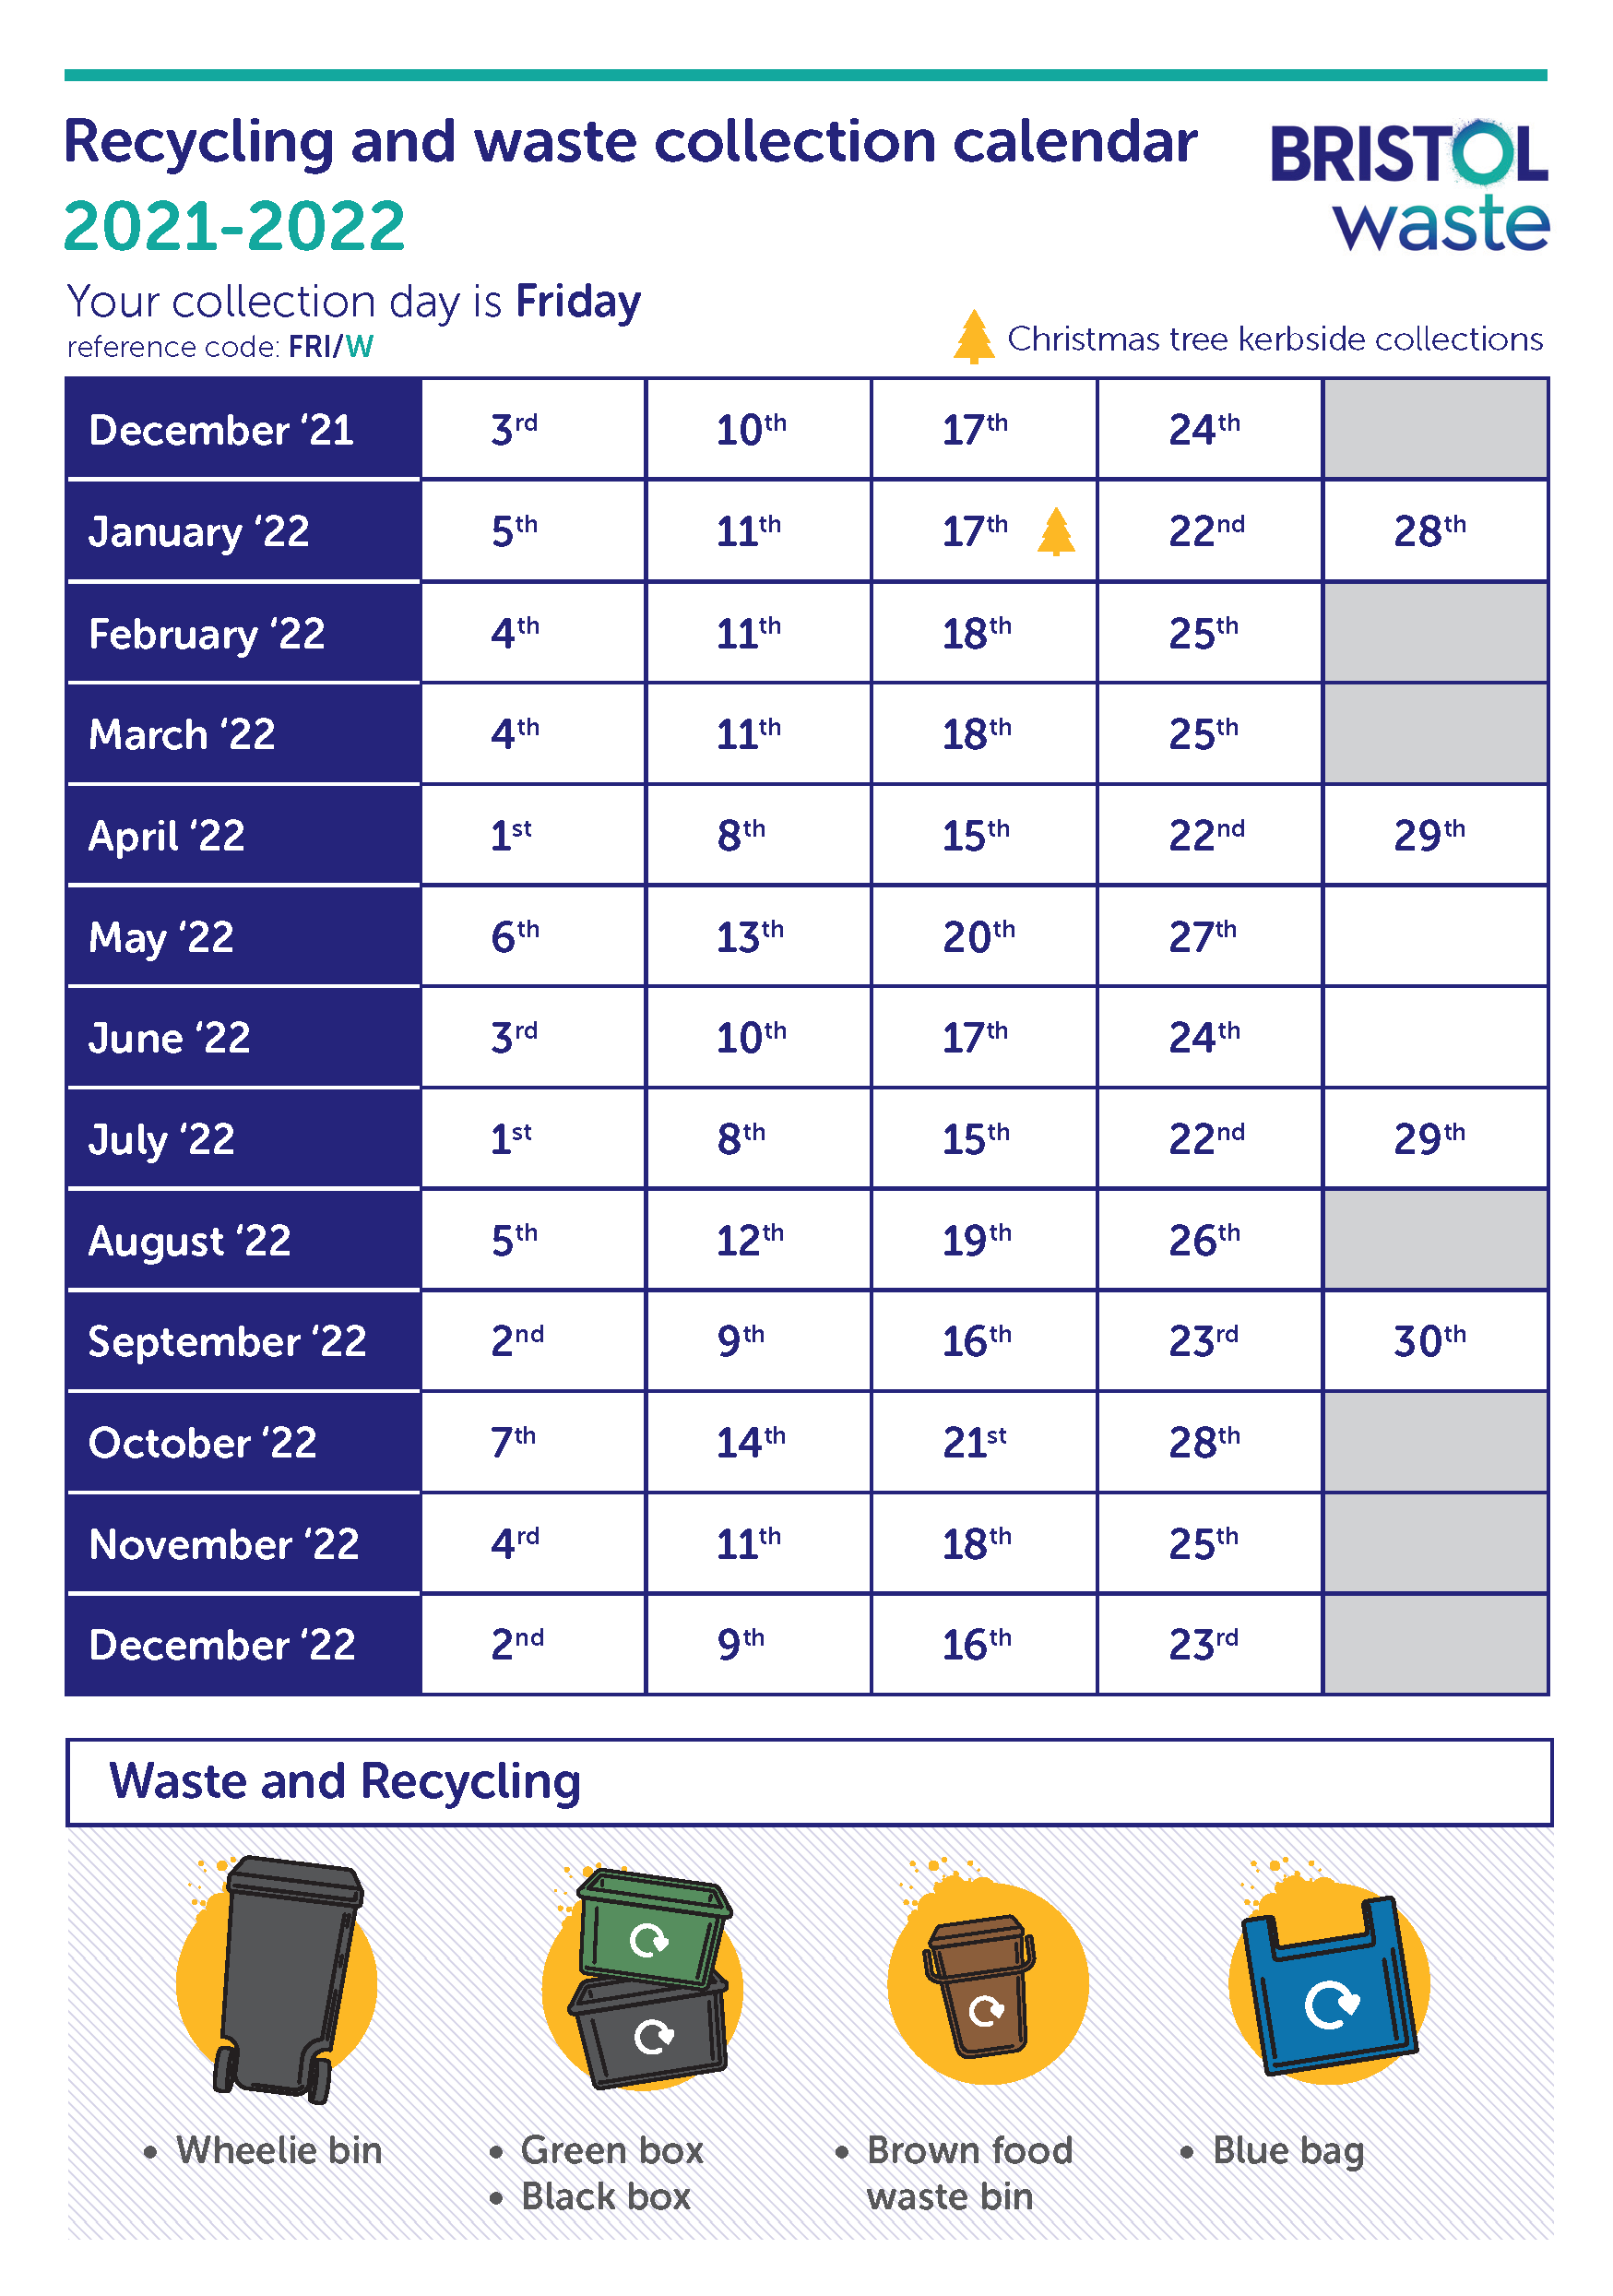 Recycling and waste collection calendar
BRISTOL
waste
2021-2022
Your collection day is Friday
reference code: FRI/W
Christmas tree kerbside collections
December ‘21 3rd 10th 17th 24th
January ‘22 5th 11th 17th 22nd 28th
February ‘22 4th 11th 18th 25th
March ‘22 4th 11th 18th 25th
April ‘22 1st 8th 15th 22nd 29th
May ‘22 6th 13th 20th 27th
June ‘22 3rd 10th 17th 24th
July ‘22 1st 8th 15th 22nd 29th
August ‘22 5th 12th 19th 26th
September ‘22 2nd 9th 16th 23rd 30th
October ‘22 7th 14th 21st 28th
November ‘22 4rd 11th 18th 25th
December ‘22 2nd 9th 16th 23rd
Waste and Recycling
• Wheelie bin
• Green box
• Black box
• Brown food
waste bin
• Blue bag